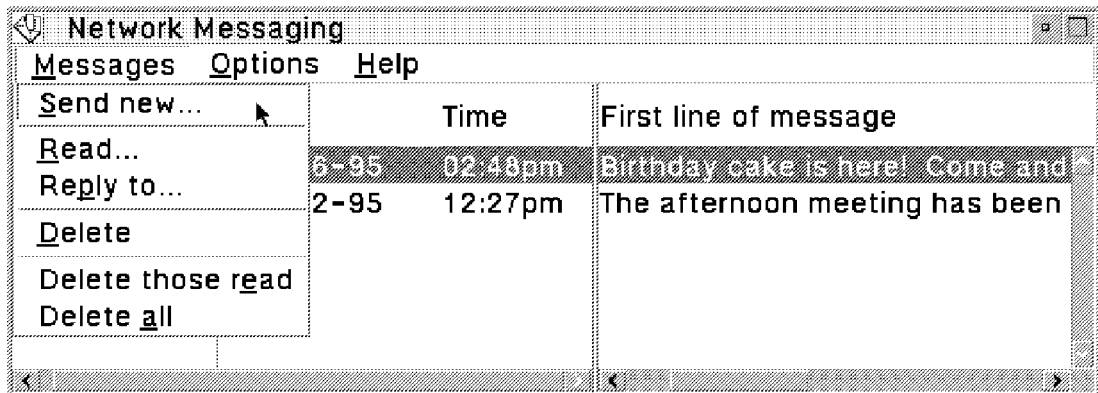 Network Messaging
Messages Options Help
Send new...
Read...
Reply to...
Delete
Delete those read
Delete all
Time First line of message
6-95 02:48pm Birthday cake is here! Come and
2-95 12:27pm The afternoon meeting has been